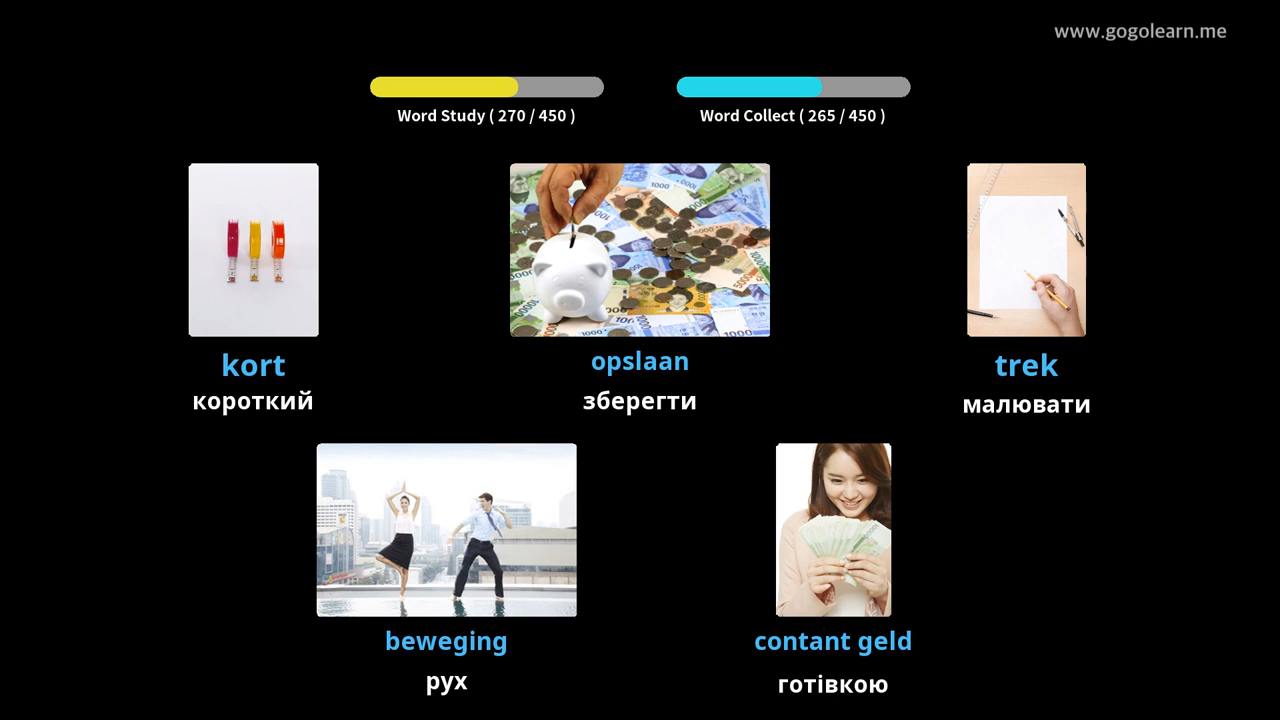 www.gogolearn.me
Word Study ( 270 / 450 )
Word Collect ( 265 / 450 )
kort
короткий
opslaan
зберегти
trek
малювати
beweging
рух
contant geld
готівкою